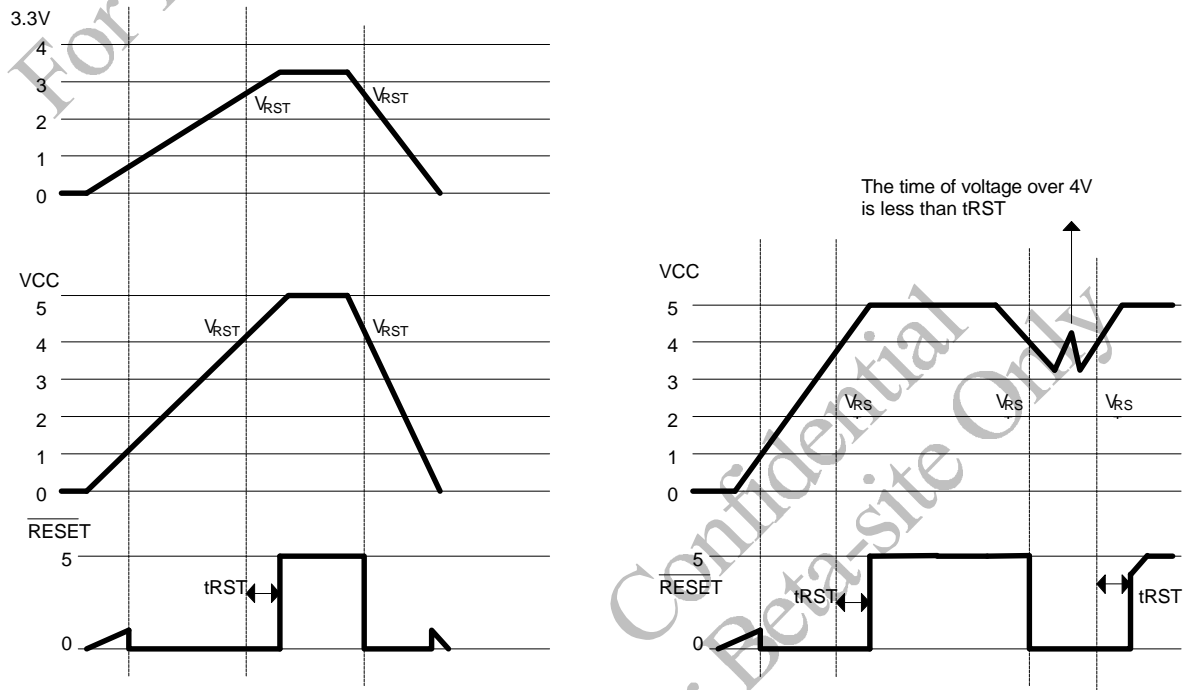 3.3V
4
3
2
1
0
VRST
VRST
VCC
5
4
3
2
1
0
VRST
VRST
RESET
5
0
tRST
The time of voltage over 4V
is less than tRST
VCC
5
4
3
2
1
0
VRS
VRS
VRS
RESET
5
0
tRST
tRST
For
Confidential
Beta-site Only